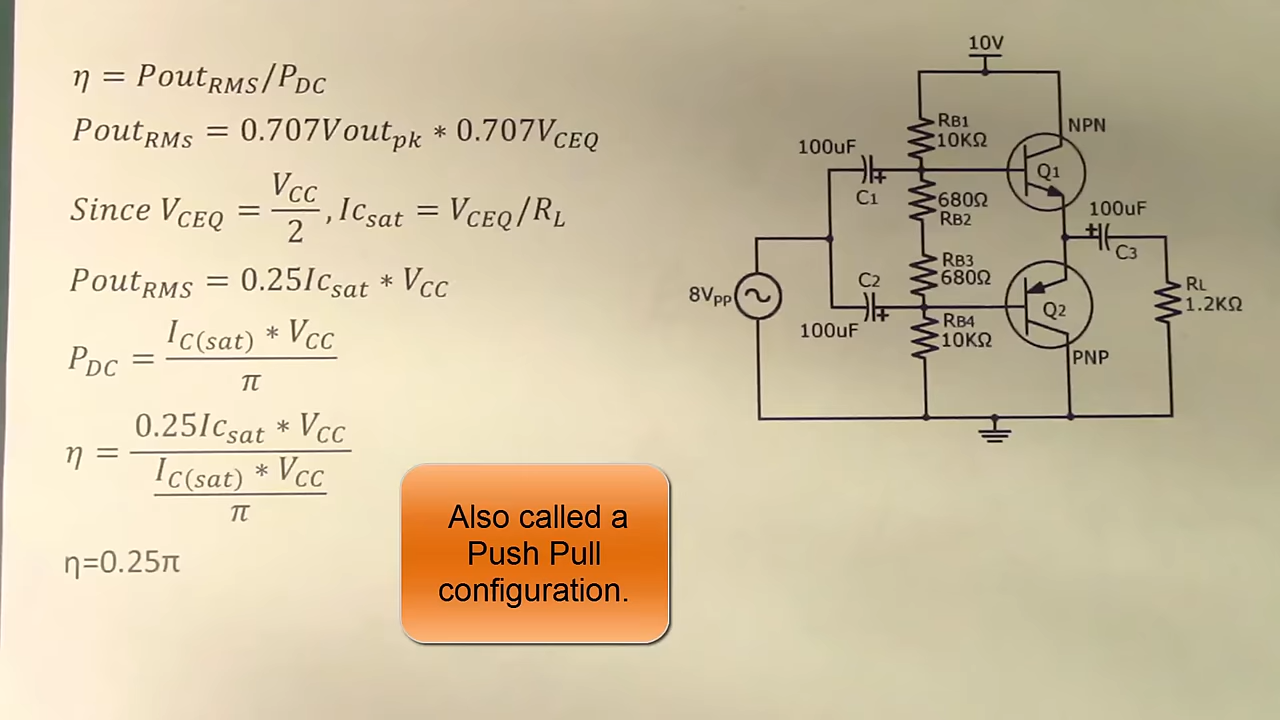 η = Pout_RMS/P_DC
Pout_RMs = 0.707Vout_pk * 0.707V_CEQ
Since V_CEQ = V_CC/2 , Ic_sat = V_CEQ/R_L
Pout_RMS = 0.25Ic_sat * V_CC
P_DC = I_C(sat) * V_CC / π
η = 0.25Ic_sat * V_CC / (I_C(sat) * V_CC / π)
η=0.25π
Also called a
Push Pull
configuration.
10V
RB1
10KΩ
NPN
100uF
C1
Q1
680Ω
RB2
100uF
C3
RB3
680Ω
8VPP
C2
100uF
RB4
10KΩ
Q2
PNP
RL
1.2KΩ